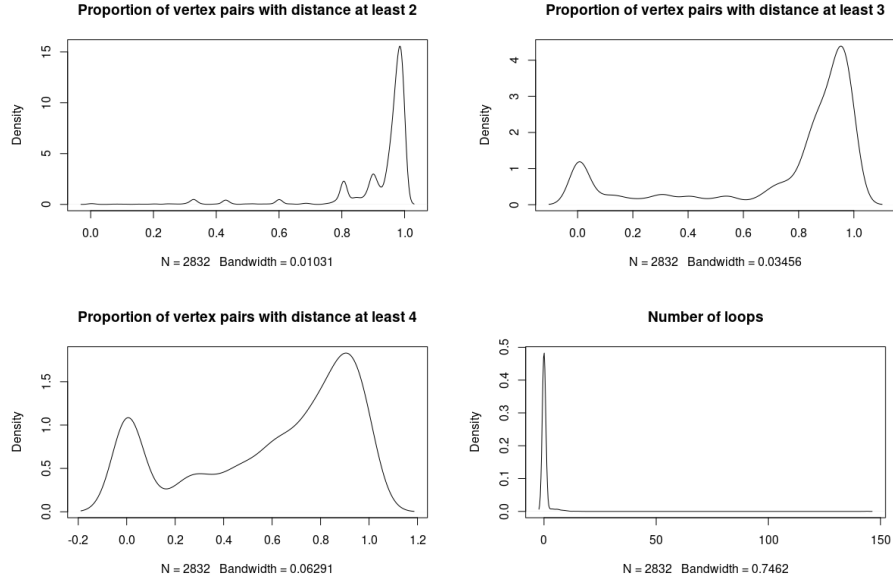 Proportion of vertex pairs with distance at least 2
Density
0 5 10 15
0.0 0.2 0.4 0.6 0.8 1.0
N = 2832 Bandwidth = 0.01031
Proportion of vertex pairs with distance at least 3
Density
0 1 2 3 4
0.0 0.2 0.4 0.6 0.8 1.0
N = 2832 Bandwidth = 0.03456
Proportion of vertex pairs with distance at least 4
Density
0.0 0.5 1.0 1.5
-0.2 0.0 0.2 0.4 0.6 0.8 1.0 1.2
N = 2832 Bandwidth = 0.06291
Number of loops
Density
0.0 0.1 0.2 0.3 0.4 0.5
0 50 100 150
N = 2832 Bandwidth = 0.7462